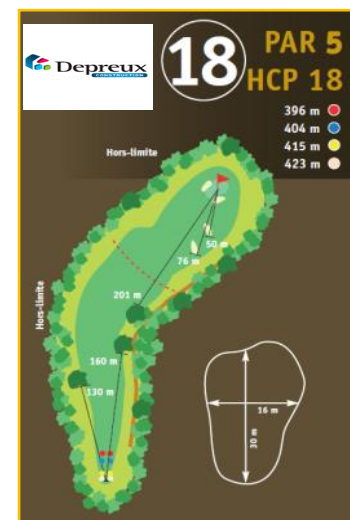 Depreux
CONSTRUCTION
18
PAR 5
HCP 18
396 m
404 m
415 m
423 m
Hors-limite
50 m
76 m
201 m
Hors-limite
160 m
130 m
16 m
30 m